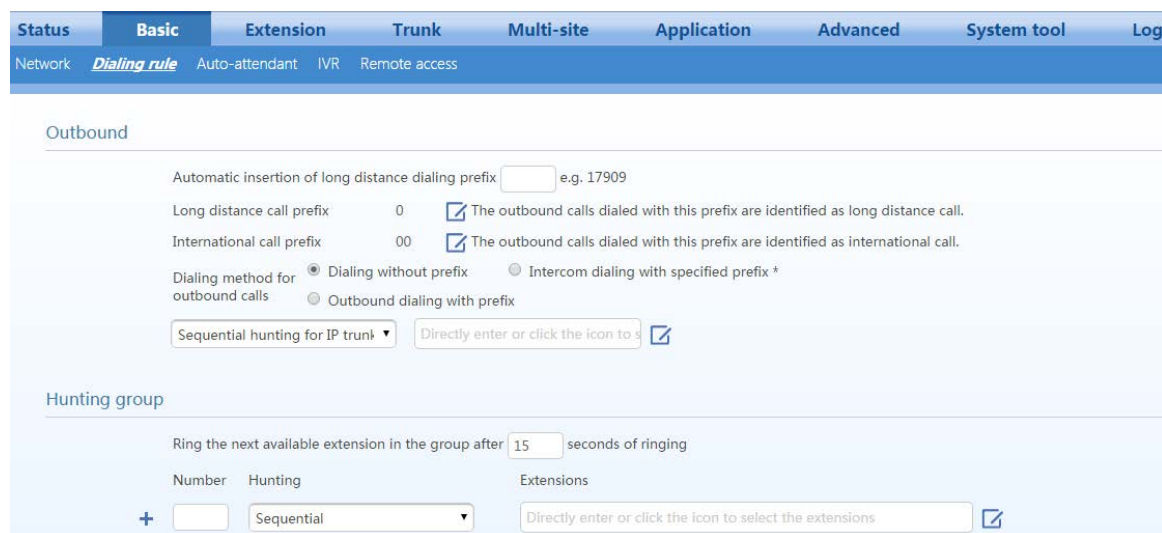 Status Basic Extension Trunk Multi-site Application Advanced System tool Log
Network Dialing rule Auto-attendant IVR Remote access
Outbound
Automatic insertion of long distance dialing prefix e.g. 17909
Long distance call prefix 0 The outbound calls dialed with this prefix are identified as long distance call.
International call prefix 00 The outbound calls dialed with this prefix are identified as international call.
Dialing method for outbound calls Dialing without prefix Intercom dialing with specified prefix *
Outbound dialing with prefix
Sequential hunting for IP trunk Directly enter or click the icon to s
Hunting group
Ring the next available extension in the group after 15 seconds of ringing
Number Hunting Extensions
+ Sequential Directly enter or click the icon to select the extensions